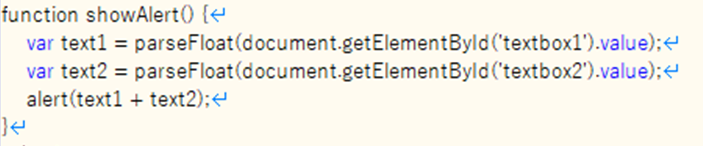 function showAlert() {↵
    var text1 = parseFloat(document.getElementById('textbox1').value);↵
    var text2 = parseFloat(document.getElementById('textbox2').value);↵
    alert(text1 + text2);↵
}↵